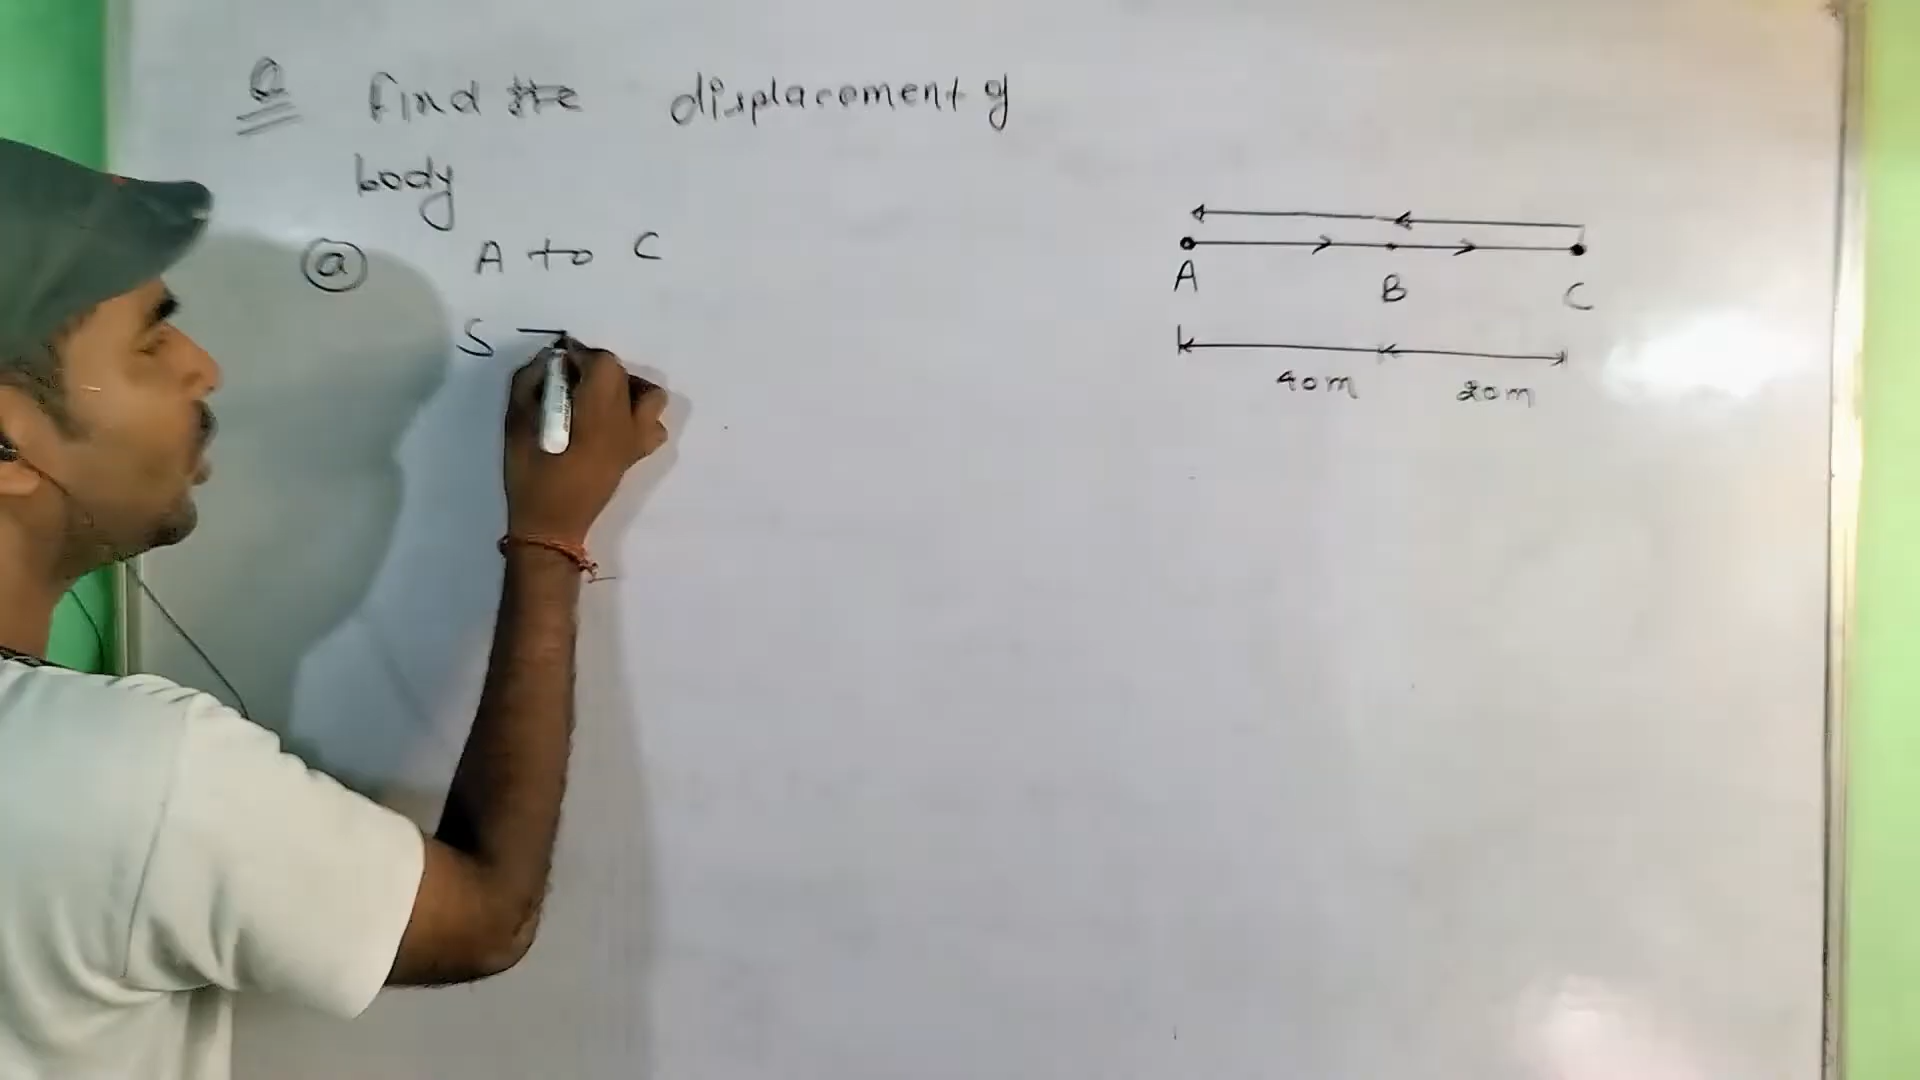 Q Find the displacement of
body
(a) A to C
S
A B C
40m 20m